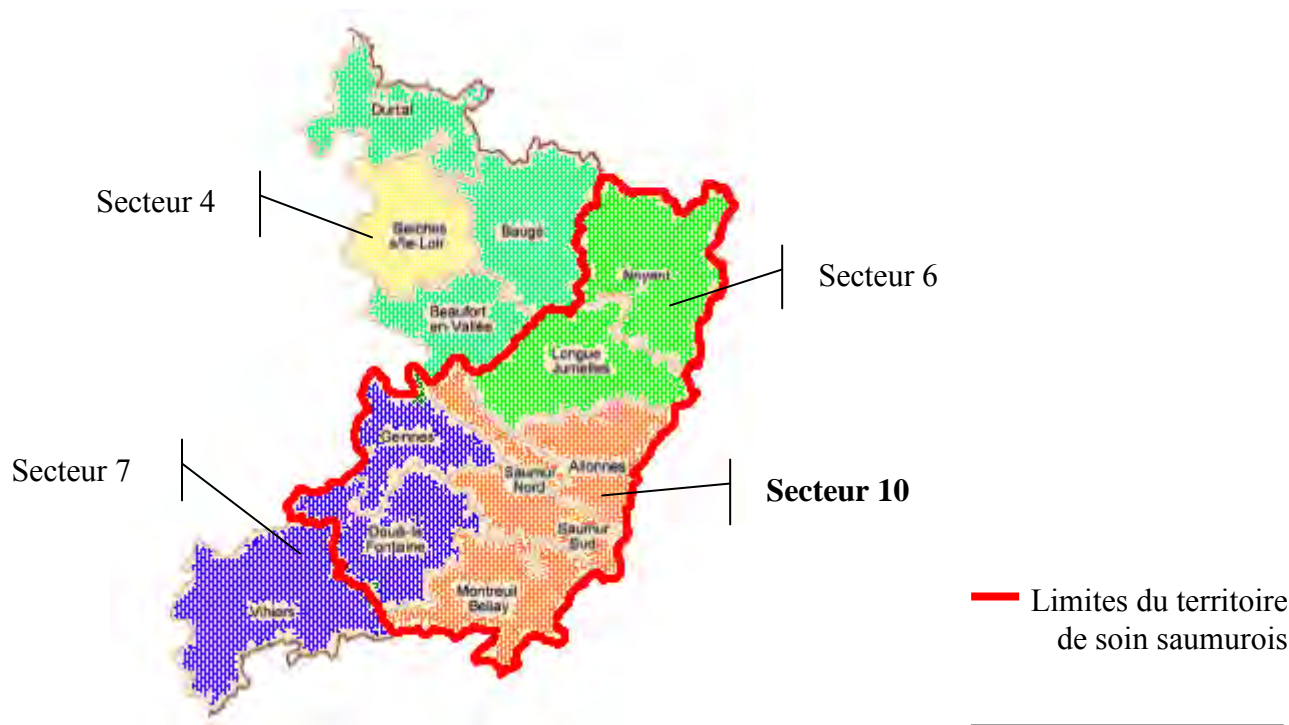 Durtal
Secteur 4
Seiches
s/le-Loir
Baugé
Noyant
Secteur 6
Beaufort
en-Vallée
Longue
Jumelles
Gennes
Secteur 7
Saumur
Nord
Allonnes
Secteur 10
Doué-la
Fontaine
Saumur
Sud
Montreuil
Bellay
Vihiers
Limites du territoire
de soin saumurois